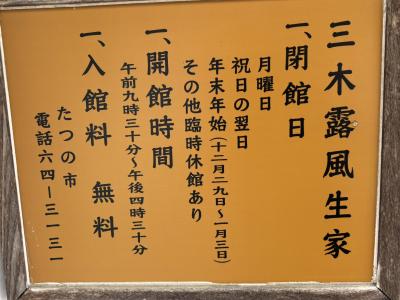 三木露風生家
一、閉館日
月曜日
祝日の翌日
年末年始(十二月二九日〜一月三日)
その他臨時休館あり
一、開館時間
午前九時三十分〜午後四時三十分
一、入館料 無料
たつの市
電話六四ー三一三一